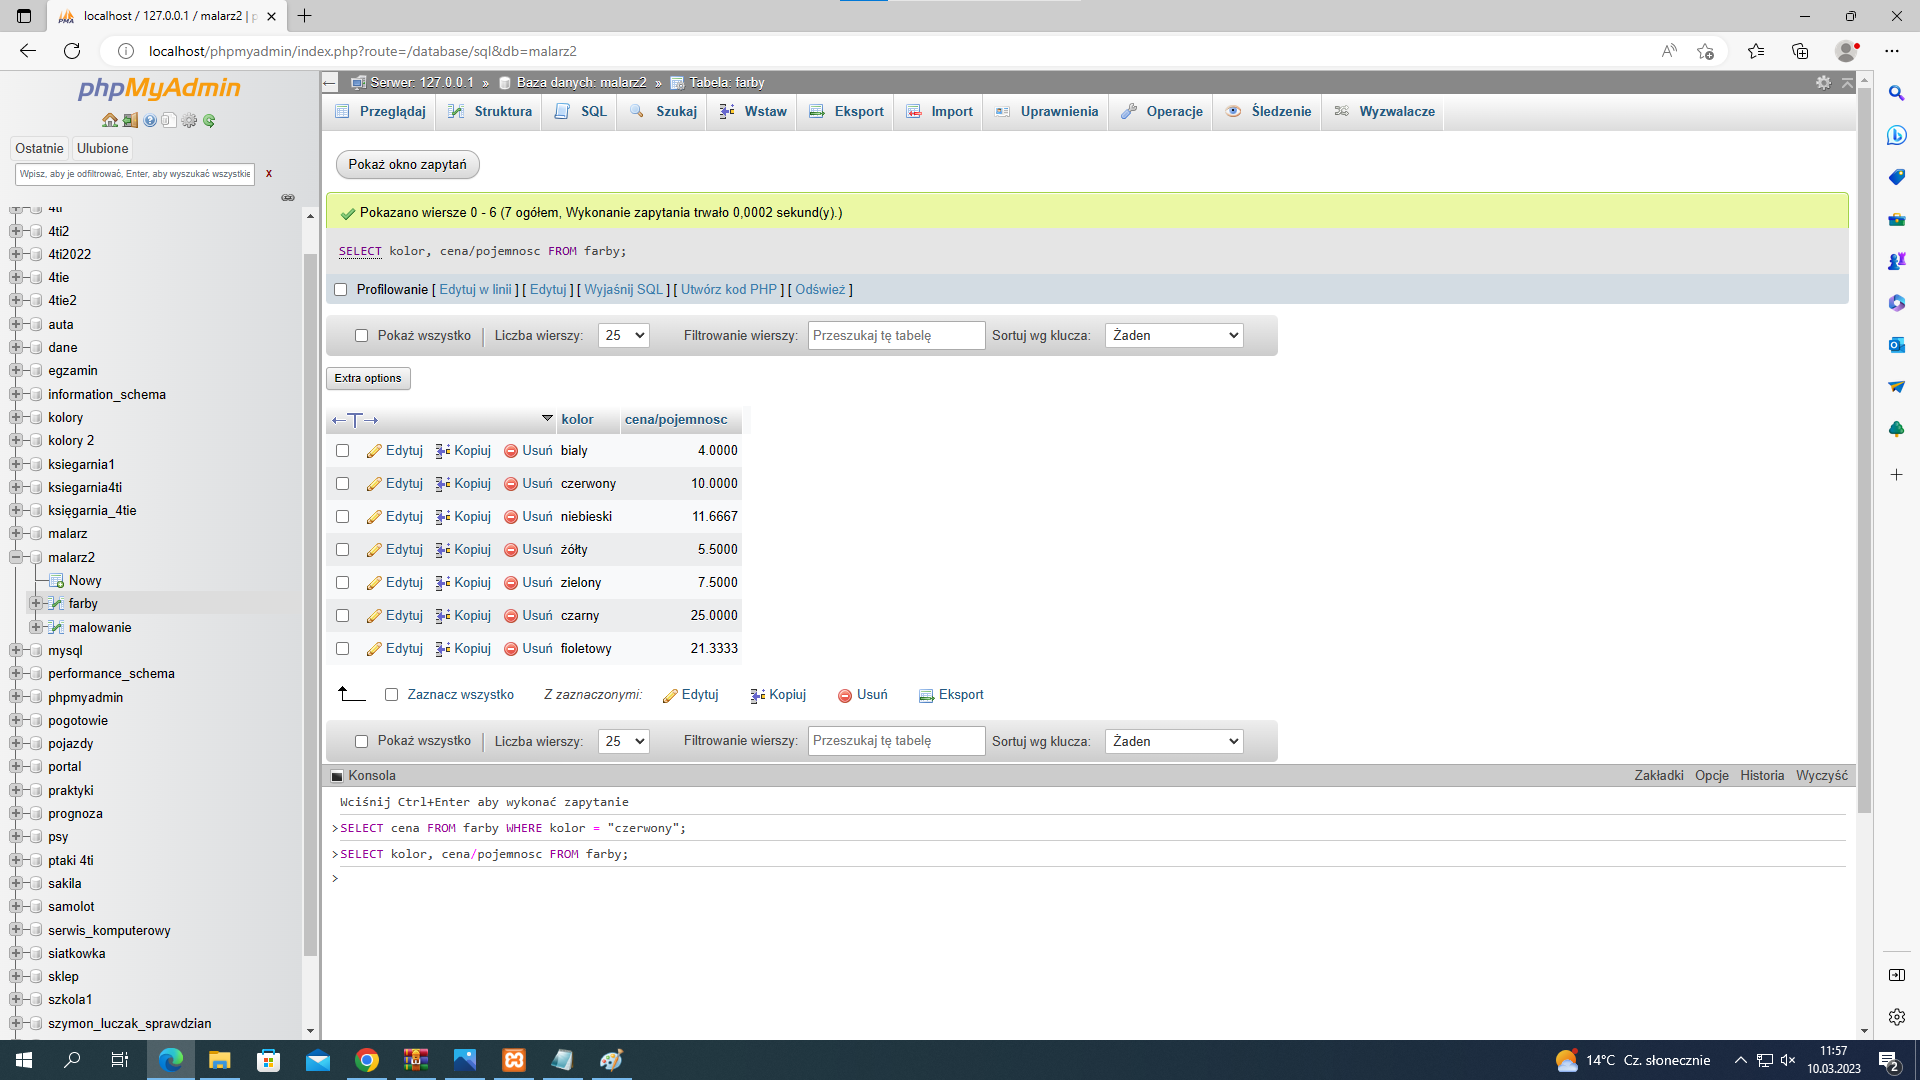 localhost / 127.0.0.1 / malarz2 | p
localhost/phpmyadmin/index.php?route=/database/sql&db=malarz2
phpMyAdmin
Ostatnie Ulubione
Wpisz, aby je odfiltrować, Enter, aby wyszukać wszystkie
x
4ti
4ti2
4ti2022
4tie
4tie2
auta
dane
egzamin
information_schema
kolory
kolory 2
ksiegarnia1
ksiegarnia4ti
księgarnia_4tie
malarz
malarz2
Nowy
farby
malowanie
mysql
performance_schema
phpmyadmin
pogotowie
pojazdy
portal
praktyki
prognoza
psy
ptaki 4ti
sakila
samolot
serwis_komputerowy
siatkowka
sklep
szkola1
szymon_luczak_sprawdzian
Serwer: 127.0.0.1 » Baza danych: malarz2 » Tabela: farby
Przeglądaj Struktura SQL Szukaj Wstaw Eksport Import Uprawnienia Operacje Śledzenie Wyzwalacze
Pokaż okno zapytań
Pokazano wiersze 0 - 6 (7 ogółem, Wykonanie zapytania trwało 0,0002 sekund(y).)
SELECT kolor, cena/pojemnosc FROM farby;
Profilowanie [ Edytuj w linii ] [ Edytuj ] [ Wyjaśnij SQL ] [ Utwórz kod PHP ] [ Odśwież ]
Pokaż wszystko Liczba wierszy: 25 Filtrowanie wierszy: Przeszukaj tę tabelę Sortuj wg klucza: Żaden
Extra options
←T→ kolor cena/pojemnosc
Edytuj Kopiuj Usuń bialy 4.0000
Edytuj Kopiuj Usuń czerwony 10.0000
Edytuj Kopiuj Usuń niebieski 11.6667
Edytuj Kopiuj Usuń żółty 5.5000
Edytuj Kopiuj Usuń zielony 7.5000
Edytuj Kopiuj Usuń czarny 25.0000
Edytuj Kopiuj Usuń fioletowy 21.3333
Zaznacz wszystko Z zaznaczonymi: Edytuj Kopiuj Usuń Eksport
Pokaż wszystko Liczba wierszy: 25 Filtrowanie wierszy: Przeszukaj tę tabelę Sortuj wg klucza: Żaden
Konsola Zakładki Opcje Historia Wyczyść
Wciśnij Ctrl+Enter aby wykonać zapytanie
>SELECT cena FROM farby WHERE kolor = "czerwony";
>SELECT kolor, cena/pojemnosc FROM farby;
>
14°C Cz. słonecznie
11:57
10.03.2023
2